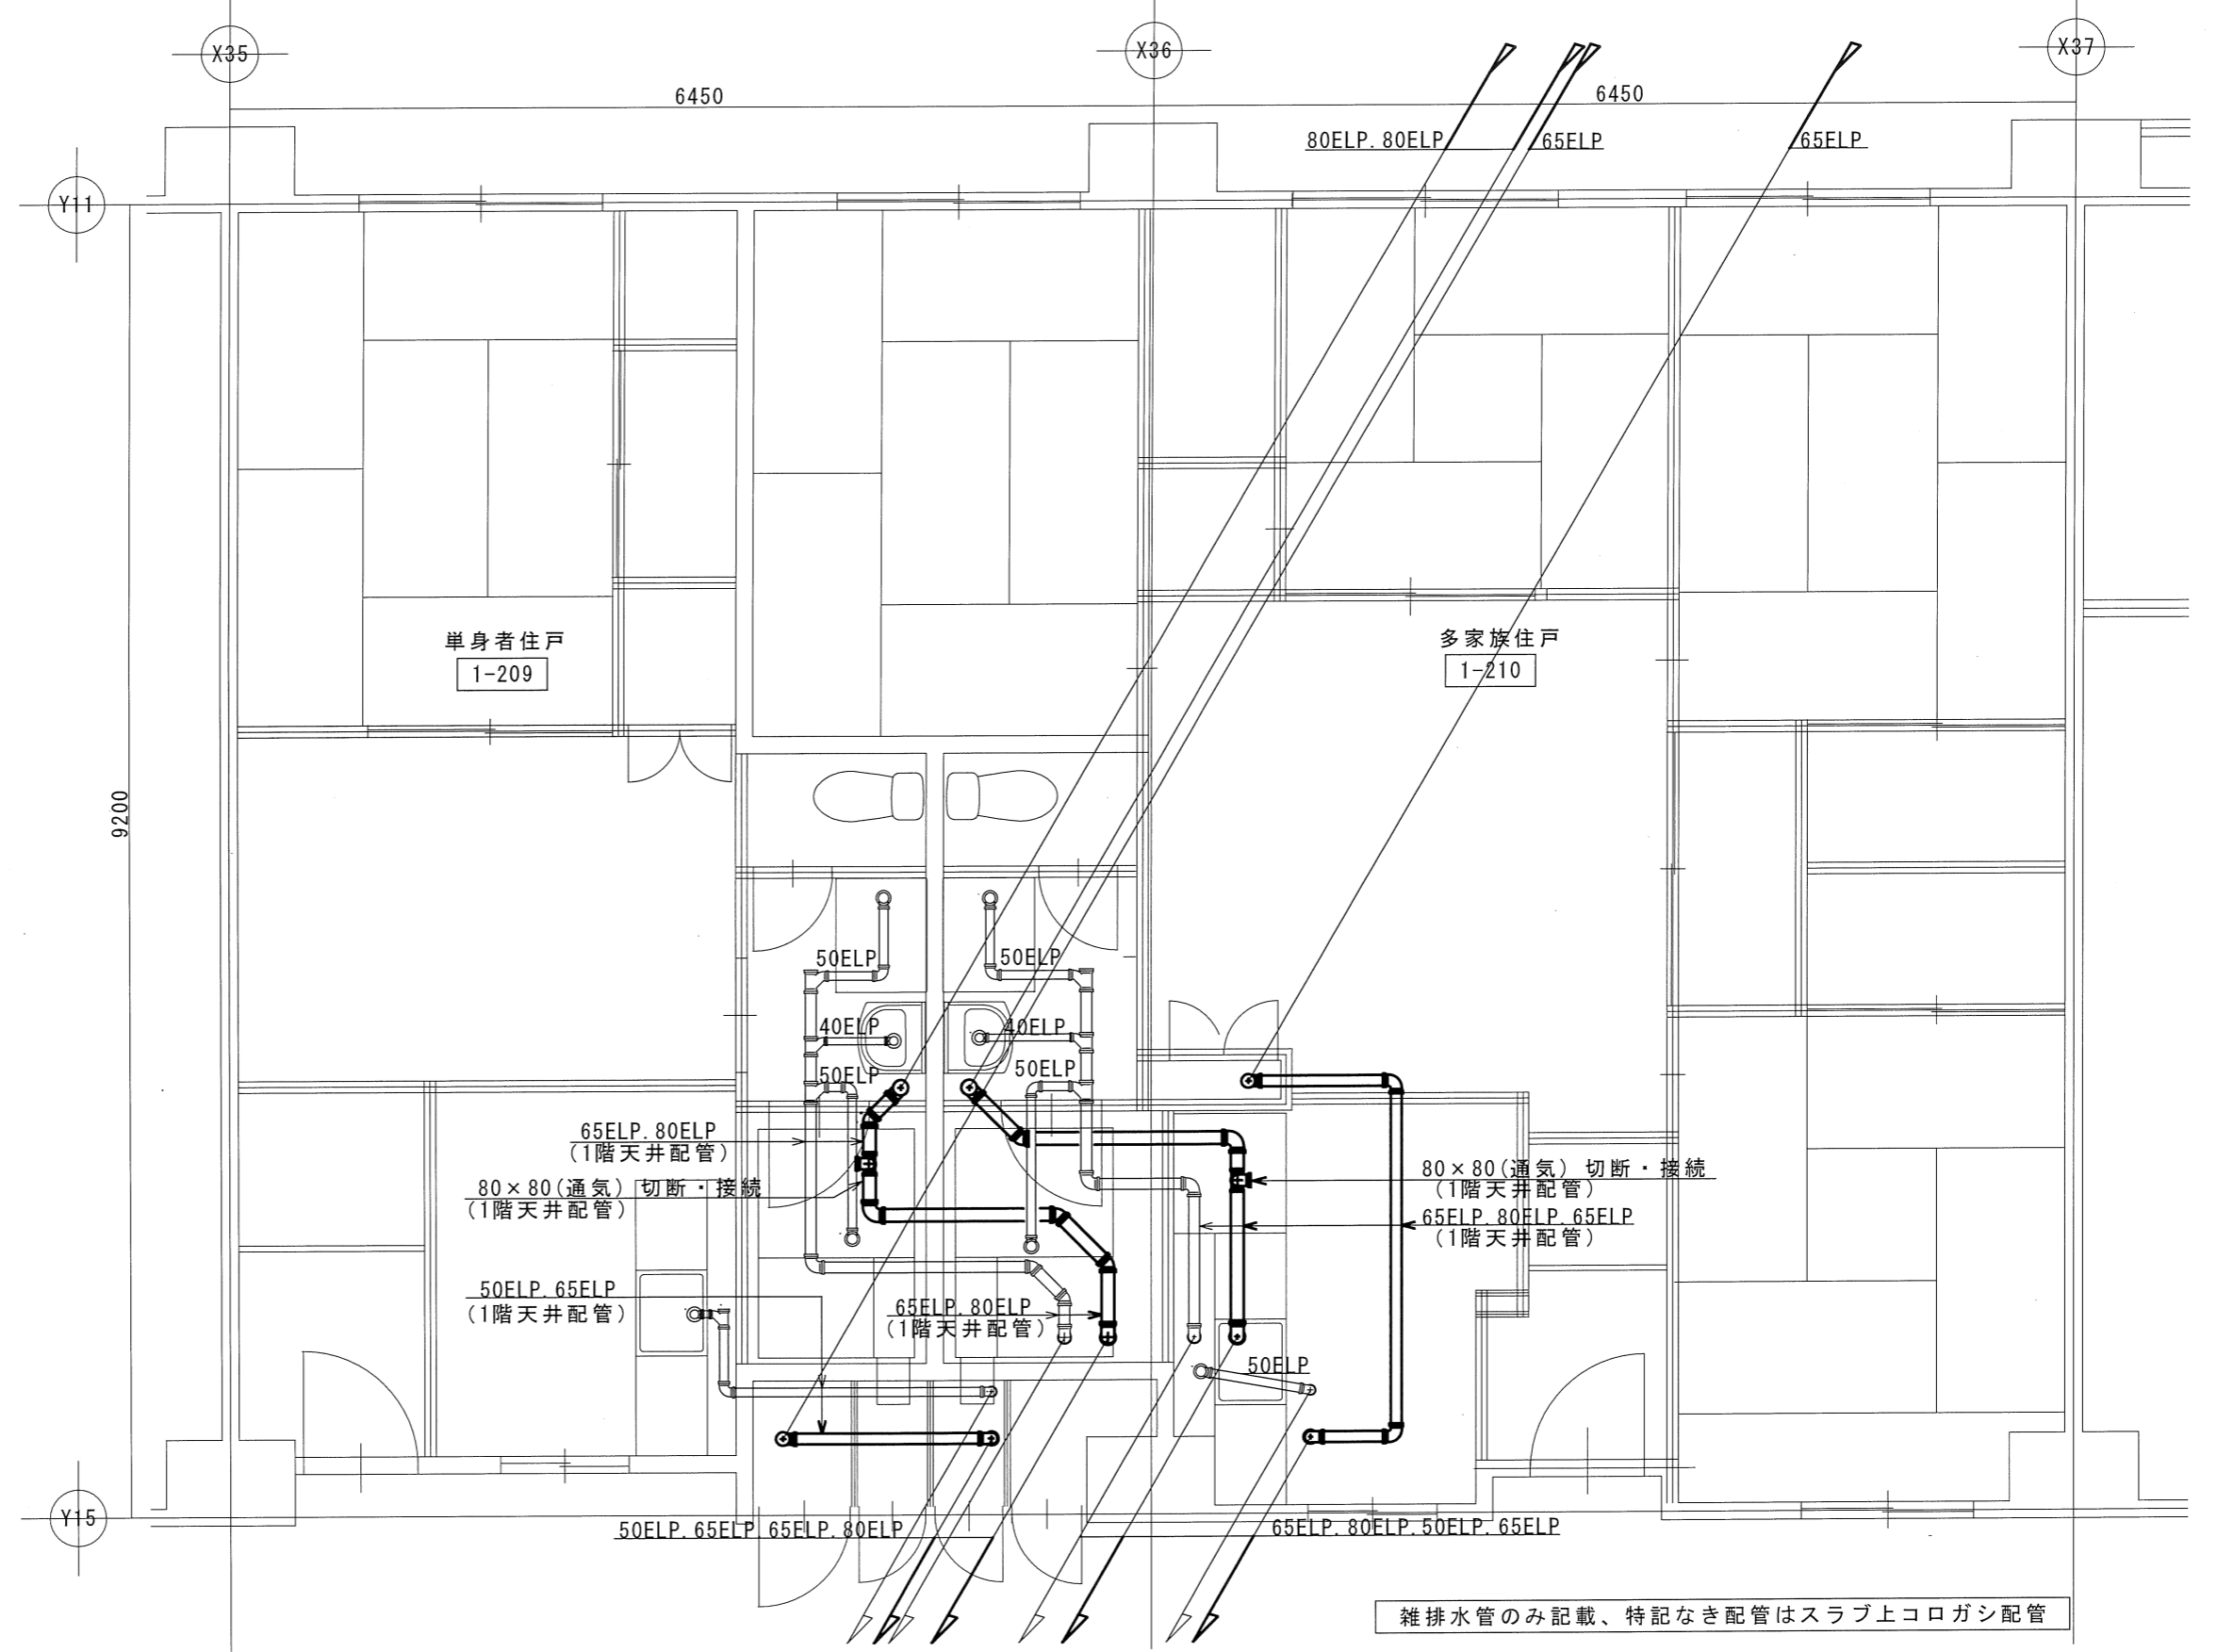 X35
X36
X37
6450
6450
80ELP.80ELP
65ELP
65ELP
Y11
単身者住戸
1-209
多家族住戸
1-210
9200
50ELP
50ELP
40ELP
40ELP
50ELP
50ELP
65ELP.80ELP
(1階天井配管)
80×80(通気) 切断・接続
(1階天井配管)
80×80(通気) 切断・接続
(1階天井配管)
65ELP.80ELP.65ELP
(1階天井配管)
50ELP.65ELP
(1階天井配管)
65ELP.80ELP
(1階天井配管)
50ELP
Y15
50ELP.65ELP.65ELP.80ELP
65ELP.80ELP.50ELP.65ELP
雑排水管のみ記載、特記なき配管はスラブ上コロガシ配管